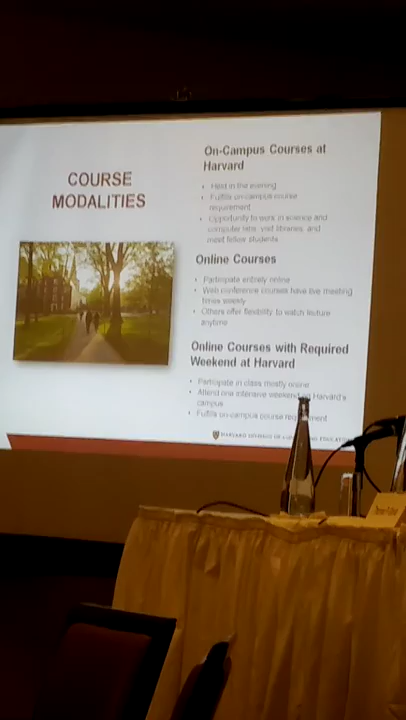 COURSE
MODALITIES
On-Campus Courses at
Harvard
• Held in the evening
• Fulfills on-campus course
requirement
• Opportunity to work in science and
computer labs, visit libraries, and
meet fellow students
Online Courses
• Participate entirely online
• Web conference courses have live meeting
times weekly
• Others offer flexibility to watch lecture
anytime
Online Courses with Required
Weekend at Harvard
• Participate in class mostly online
• Attend one intensive weekend Harvard's
campus
• Fulfills on-campus course requirement
HARVARD DIVISION OF